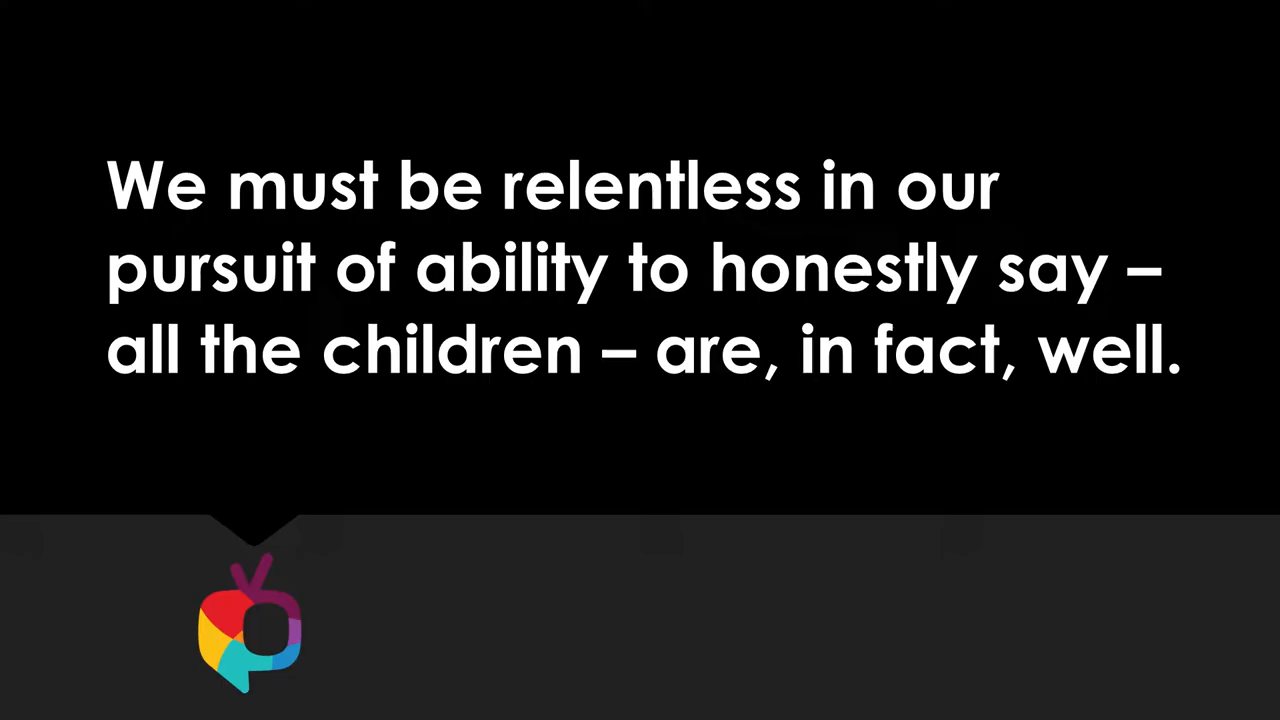 We must be relentless in our
pursuit of ability to honestly say –
all the children – are, in fact, well.